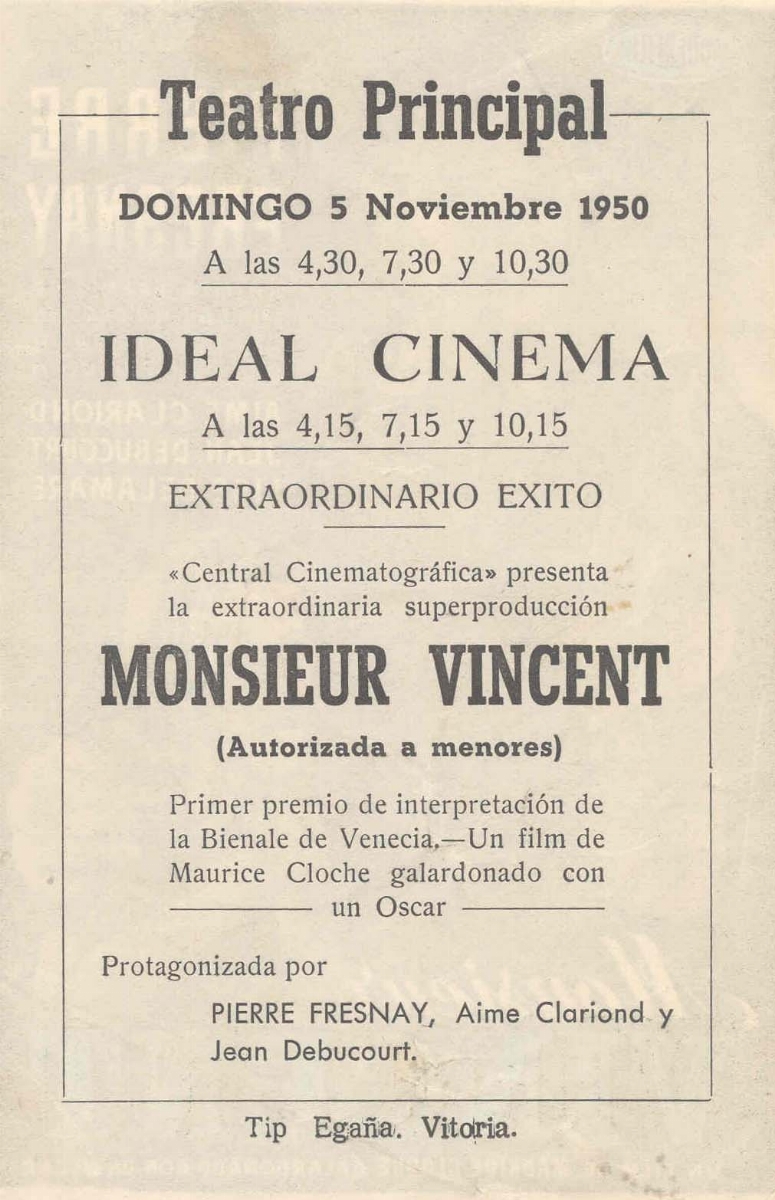 Teatro Principal
DOMINGO 5 Noviembre 1950
A las 4,30, 7,30 y 10,30
IDEAL CINEMA
A las 4,15, 7,15 y 10,15
EXTRAORDINARIO EXITO
«Central Cinematográfica» presenta
la extraordinaria superproducción
MONSIEUR VINCENT
(Autorizada a menores)
Primer premio de interpretación de
la Bienale de Venecia.—Un film de
Maurice Cloche galardonado con
un Oscar
Protagonizada por
PIERRE FRESNAY, Aime Clariond y
Jean Debucourt.
Tip Egaña. Vitoria.